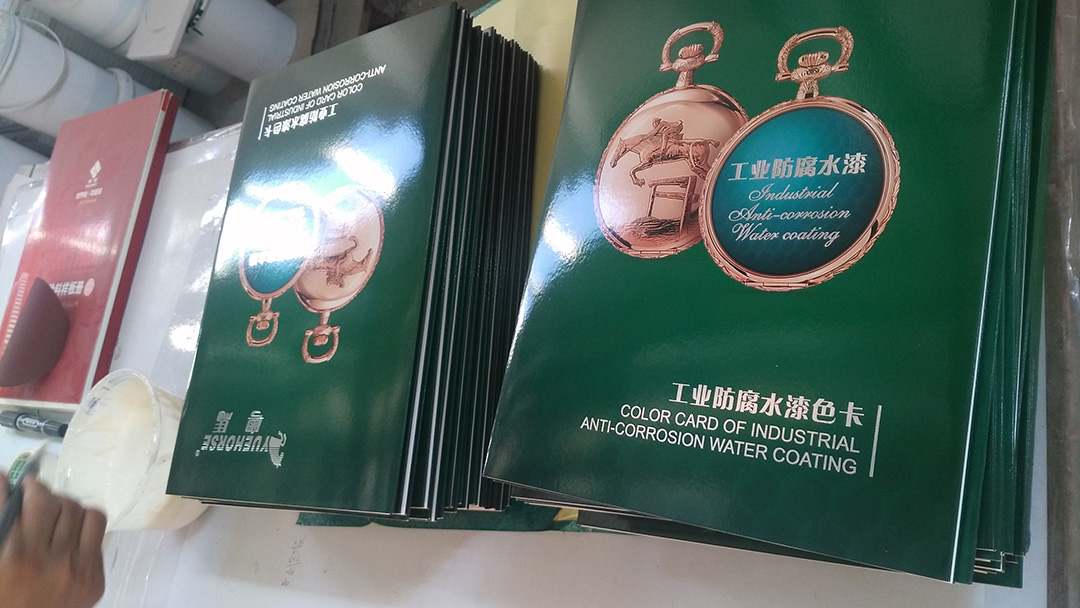 工业防腐水漆
Industrial
Anti-corrosion
Water coating
工业防腐水漆色卡
COLOR CARD OF INDUSTRIAL
ANTI-CORROSION WATER COATING
工业防腐水漆色卡
COLOR CARD OF INDUSTRIAL
ANTI-CORROSION WATER COATING
YUEHORSE®